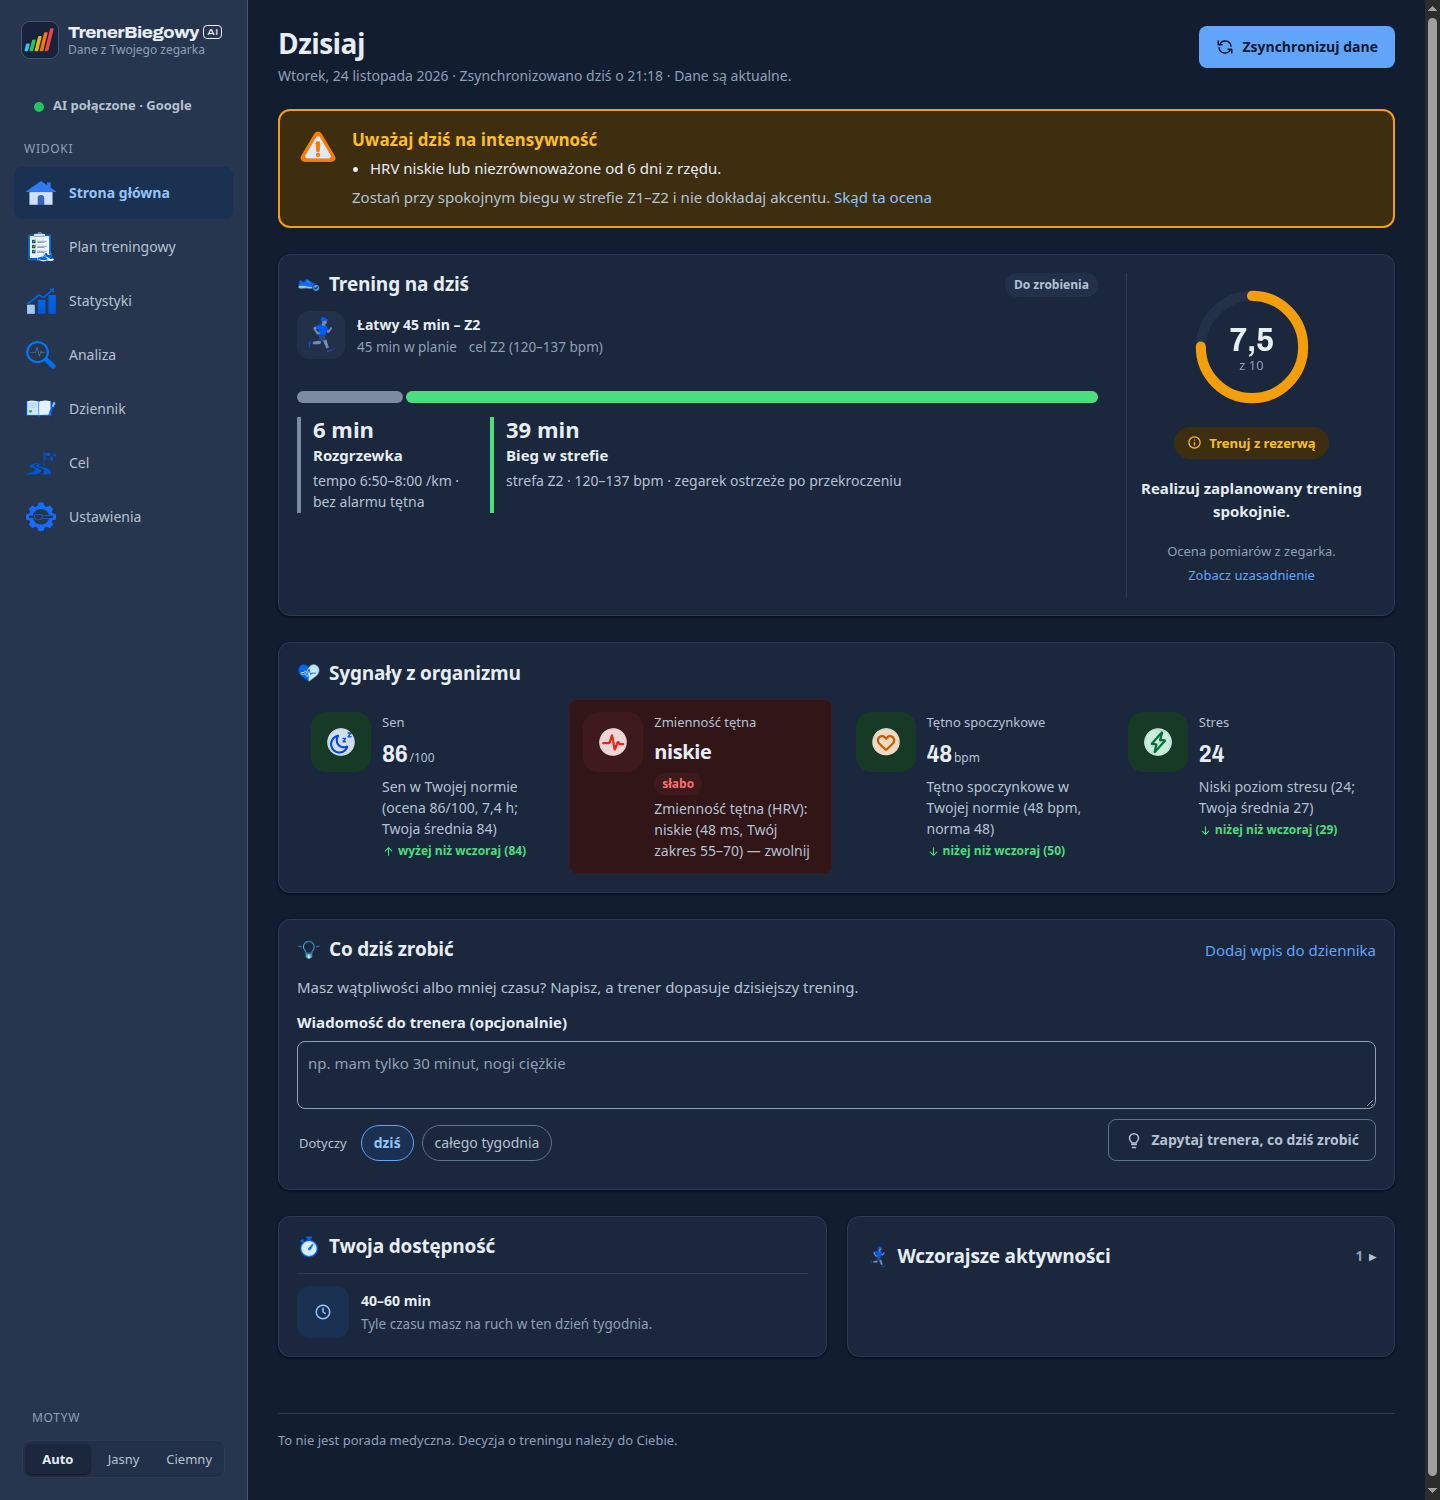 TrenerBiegowy AI
Dane z Twojego zegarka
AI połączone · Google
WIDOKI
Strona główna
Plan treningowy
Statystyki
Analiza
Dziennik
Cel
Ustawienia
MOTYW
Auto
Jasny
Ciemny
Dzisiaj
Wtorek, 24 listopada 2026 · Zsynchronizowano dziś o 21:18 · Dane są aktualne.
Zsynchronizuj dane
Uważaj dziś na intensywność
• HRV niskie lub niezrównoważone od 6 dni z rzędu.
Zostań przy spokojnym biegu w strefie Z1–Z2 i nie dokładaj akcentu. Skąd ta ocena
Trening na dziś
Do zrobienia
Łatwy 45 min – Z2
45 min w planie cel Z2 (120–137 bpm)
6 min
Rozgrzewka
tempo 6:50–8:00 /km ·
bez alarmu tętna
39 min
Bieg w strefie
strefa Z2 · 120–137 bpm · zegarek ostrzeże po przekroczeniu
7,5
z 10
Trenuj z rezerwą
Realizuj zaplanowany trening
spokojnie.
Ocena pomiarów z zegarka.
Zobacz uzasadnienie
Sygnały z organizmu
Sen
86/100
Sen w Twojej normie
(ocena 86/100, 7,4 h;
Twoja średnia 84)
↑ wyżej niż wczoraj (84)
Zmienność tętna
niskie
słabo
Zmienność tętna (HRV):
niskie (48 ms, Twój
zakres 55–70) — zwolnij
Tętno spoczynkowe
48 bpm
Tętno spoczynkowe w
Twojej normie (48 bpm,
norma 48)
↓ niżej niż wczoraj (50)
Stres
24
Niski poziom stresu (24;
Twoja średnia 27)
↓ niżej niż wczoraj (29)
Co dziś zrobić
Dodaj wpis do dziennika
Masz wątpliwości albo mniej czasu? Napisz, a trener dopasuje dzisiejszy trening.
Wiadomość do trenera (opcjonalnie)
np. mam tylko 30 minut, nogi ciężkie
Dotyczy
dziś
całego tygodnia
Zapytaj trenera, co dziś zrobić
Twoja dostępność
40–60 min
Tyle czasu masz na ruch w ten dzień tygodnia.
Wczorajsze aktywności
1 ▸
To nie jest porada medyczna. Decyzja o treningu należy do Ciebie.